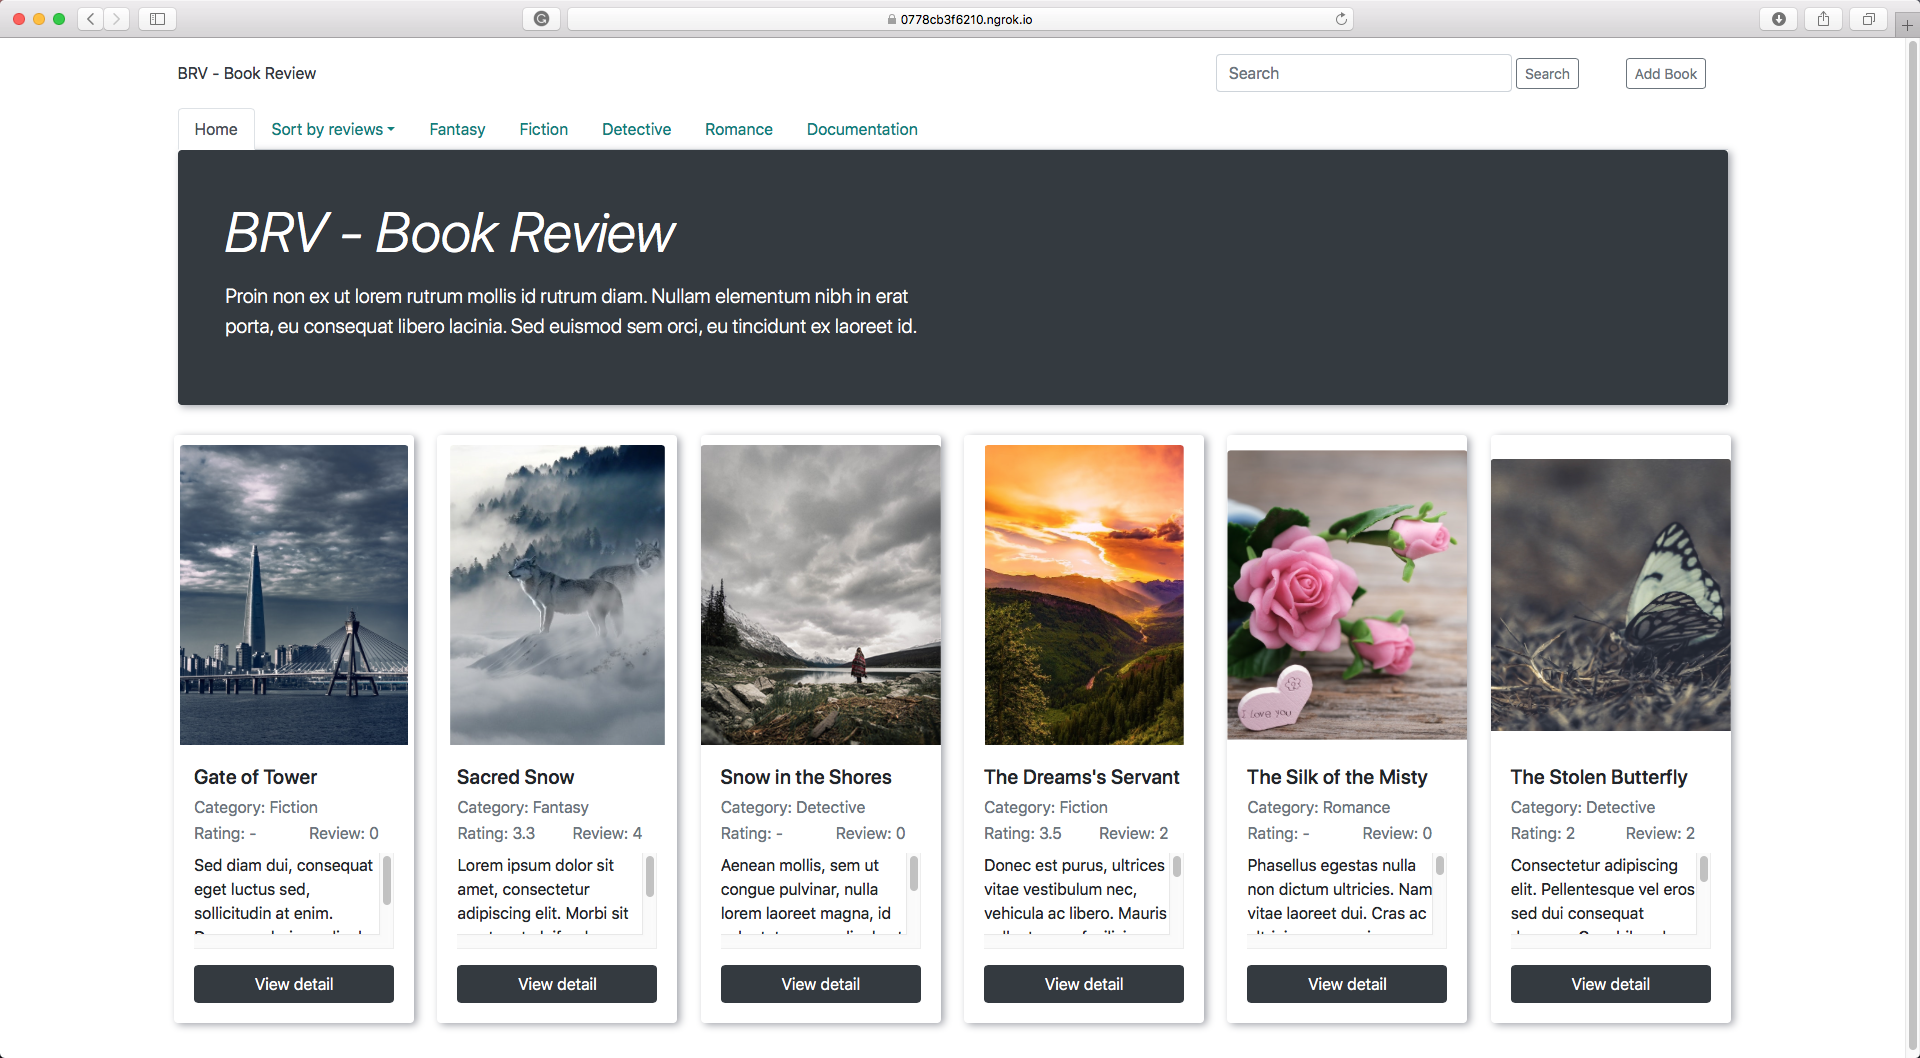 0778cb3f6210.ngrok.io
BRV - Book Review
Search
Search
Add Book
Home
Sort by reviews
Fantasy
Fiction
Detective
Romance
Documentation
BRV - Book Review
Proin non ex ut lorem rutrum mollis id rutrum diam. Nullam elementum nibh in erat
porta, eu consequat libero lacinia. Sed euismod sem orci, eu tincidunt ex laoreet id.
Gate of Tower
Category: Fiction
Rating: -
Review: 0
Sed diam dui, consequat
eget luctus sed,
sollicitudin at enim.
View detail
Sacred Snow
Category: Fantasy
Rating: 3.3
Review: 4
Lorem ipsum dolor sit
amet, consectetur
adipiscing elit. Morbi sit
View detail
Snow in the Shores
Category: Detective
Rating: -
Review: 0
Aenean mollis, sem ut
congue pulvinar, nulla
lorem laoreet magna, id
View detail
The Dreams's Servant
Category: Fiction
Rating: 3.5
Review: 2
Donec est purus, ultrices
vitae vestibulum nec,
vehicula ac libero. Mauris
View detail
I love you
The Silk of the Misty
Category: Romance
Rating: -
Review: 0
Phasellus egestas nulla
non dictum ultricies. Nam
vitae laoreet dui. Cras ac
View detail
The Stolen Butterfly
Category: Detective
Rating: 2
Review: 2
Consectetur adipiscing
elit. Pellentesque vel eros
sed dui consequat
View detail